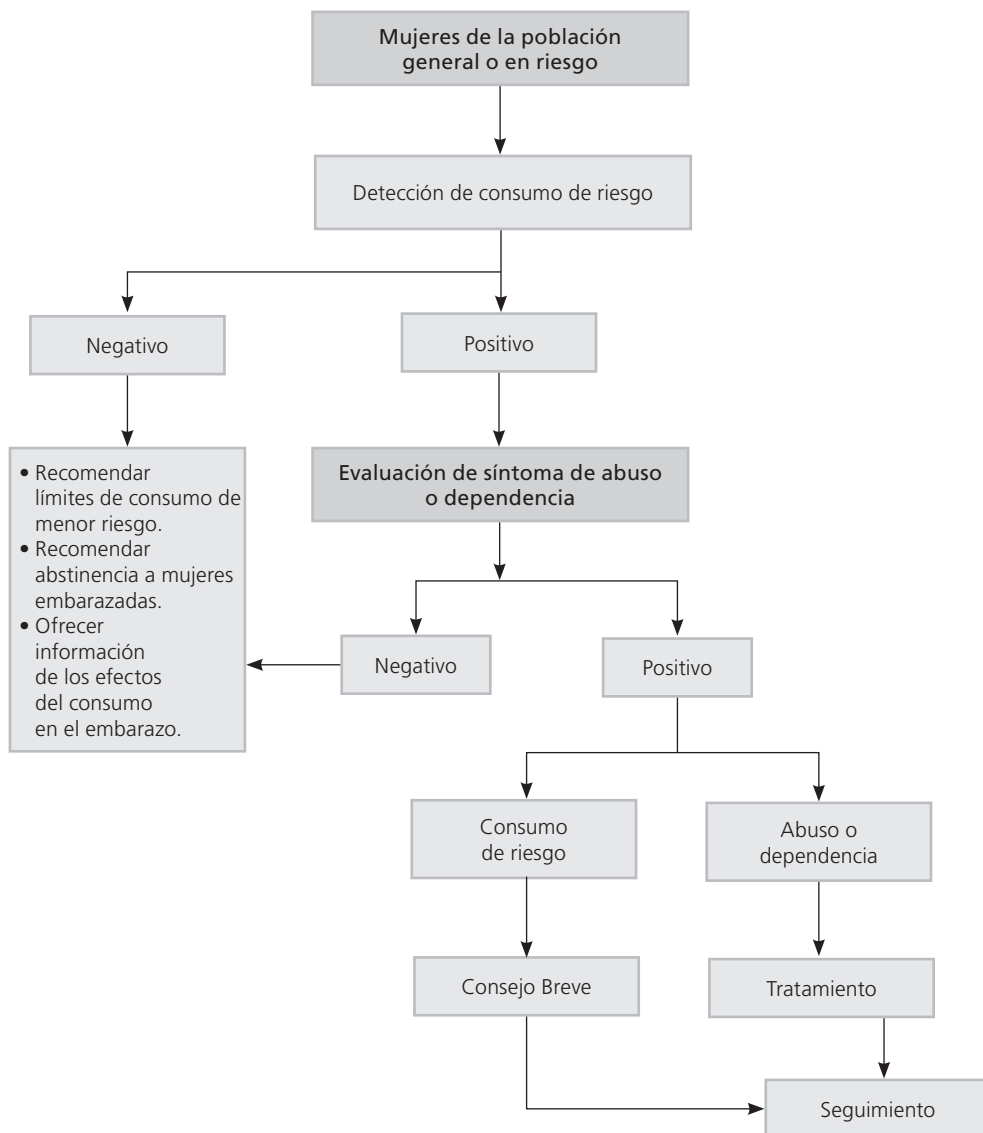 Mujeres de la población
general o en riesgo
Detección de consumo de riesgo
Negativo
Positivo
• Recomendar
límites de consumo de
menor riesgo.
• Recomendar
abstinencia a mujeres
embarazadas.
• Ofrecer
información
de los efectos
del consumo
en el embarazo.
Evaluación de síntoma de abuso
o dependencia
Negativo
Positivo
Consumo
de riesgo
Abuso o
dependencia
Consejo Breve
Tratamiento
Seguimiento